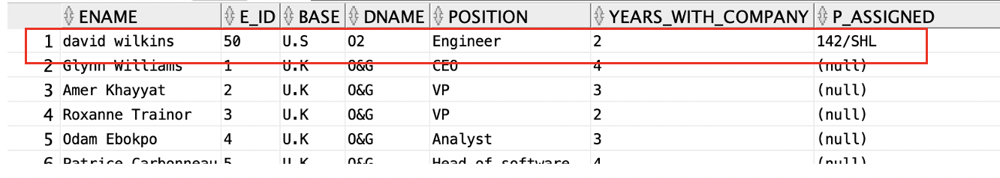 ENAME E_ID BASE DNAME POSITION YEARS_WITH_COMPANY P_ASSIGNED
1 david wilkins 50 U.S O2 Engineer 2 142/SHL
2 Glynn Williams 1 U.K O&G CEO 4 (null)
3 Amer Khayyat 2 U.K O&G VP 3 (null)
4 Roxanne Trainor 3 U.K O&G VP 2 (null)
5 Odam Ebokpo 4 U.K O&G Analyst 3 (null)
6 Patrice Carbonneau 5 U.K O&G Head of software 4 (null)